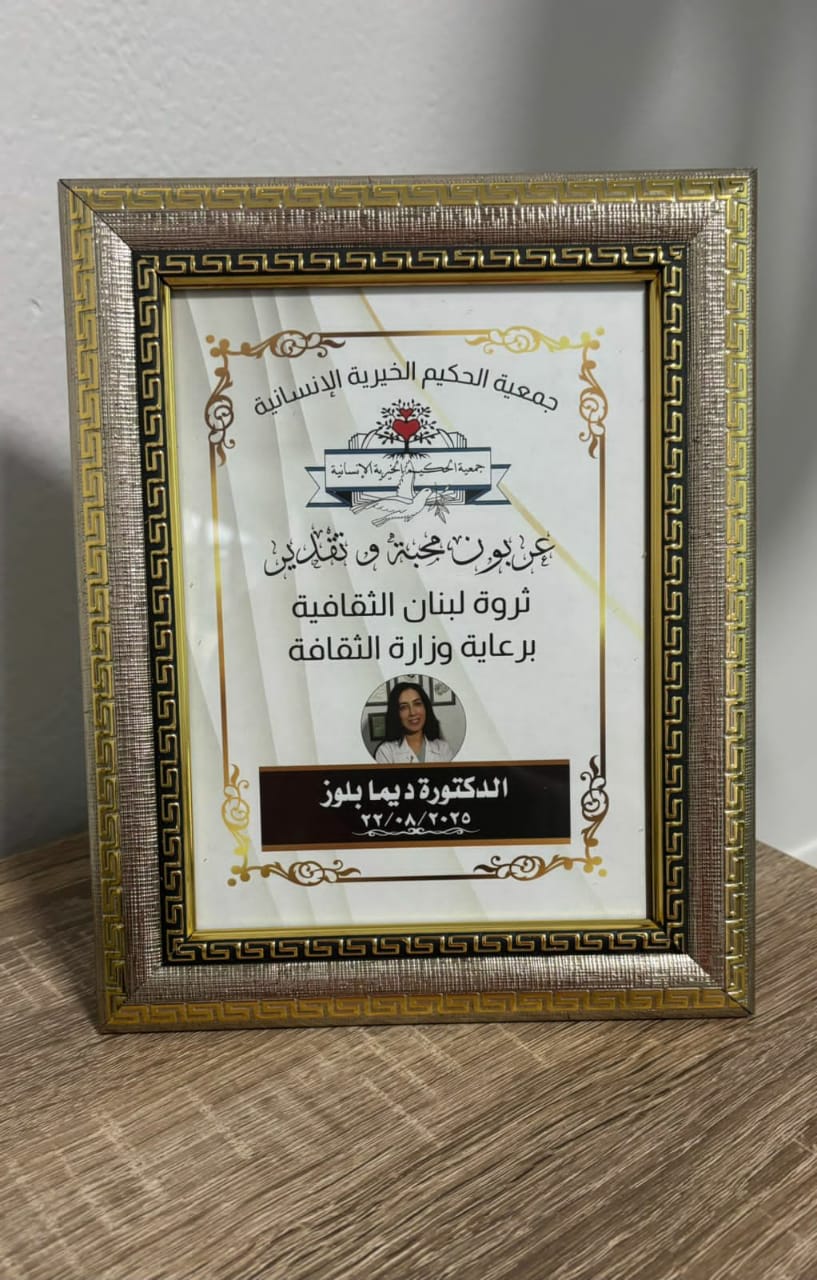 جمعية الحكيم الخيرية الإنسانية
جمعية الحكيم الخيرية الإنسانية
عربون محبة و تقدير
ثروة لبنان الثقافية
برعاية وزارة الثقافة
الدكتورة ديما بلوز
٢٢/٠٨/٢٠٢٥